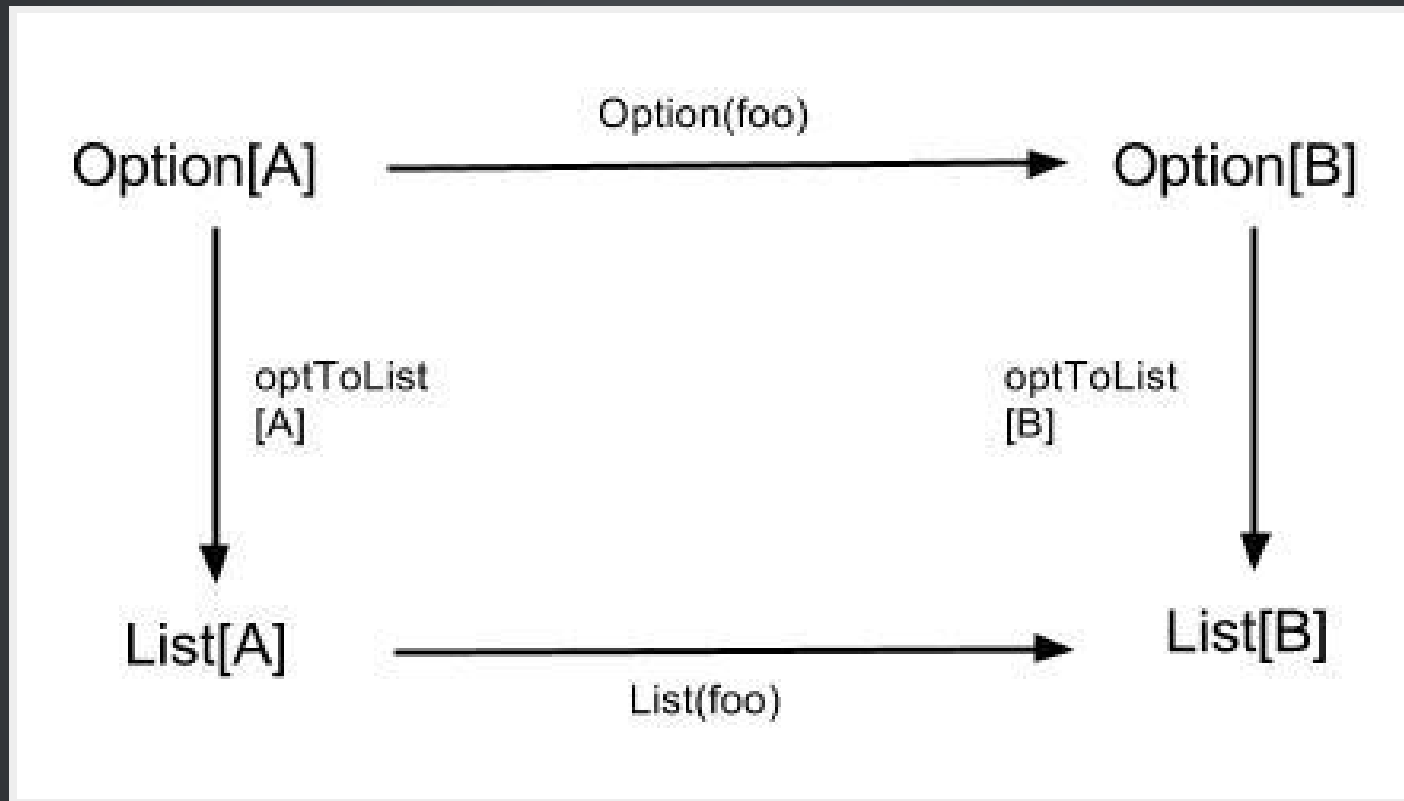 Option(foo)
Option[A]
Option[B]
optToList
[A]
optToList
[B]
List[A]
List[B]
List(foo)